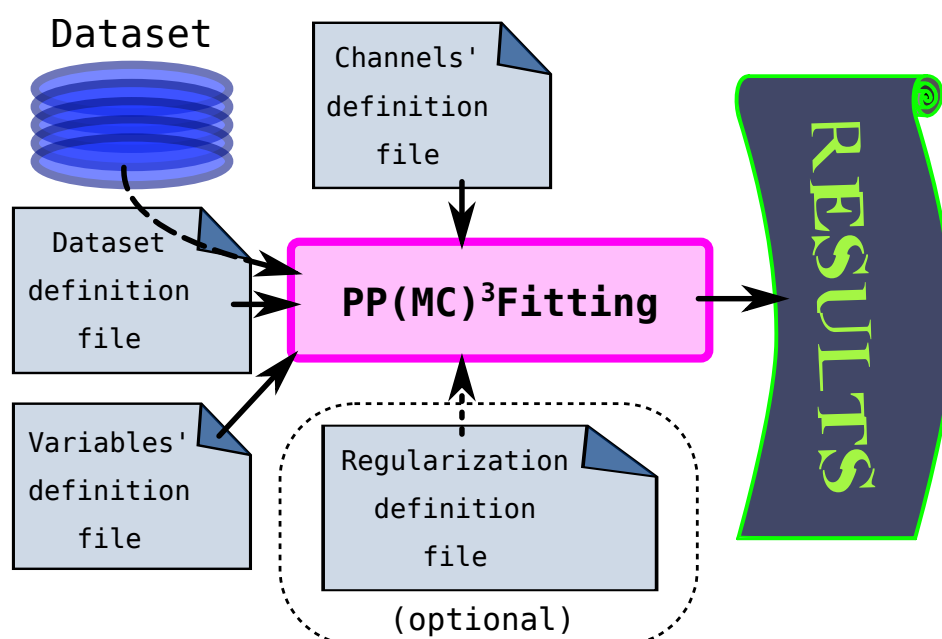 Dataset
Channels'
definition
file
Dataset
definition
file
PP(MC)³Fitting
RESULTS
Variables'
definition
file
Regularization
definition
file
(optional)